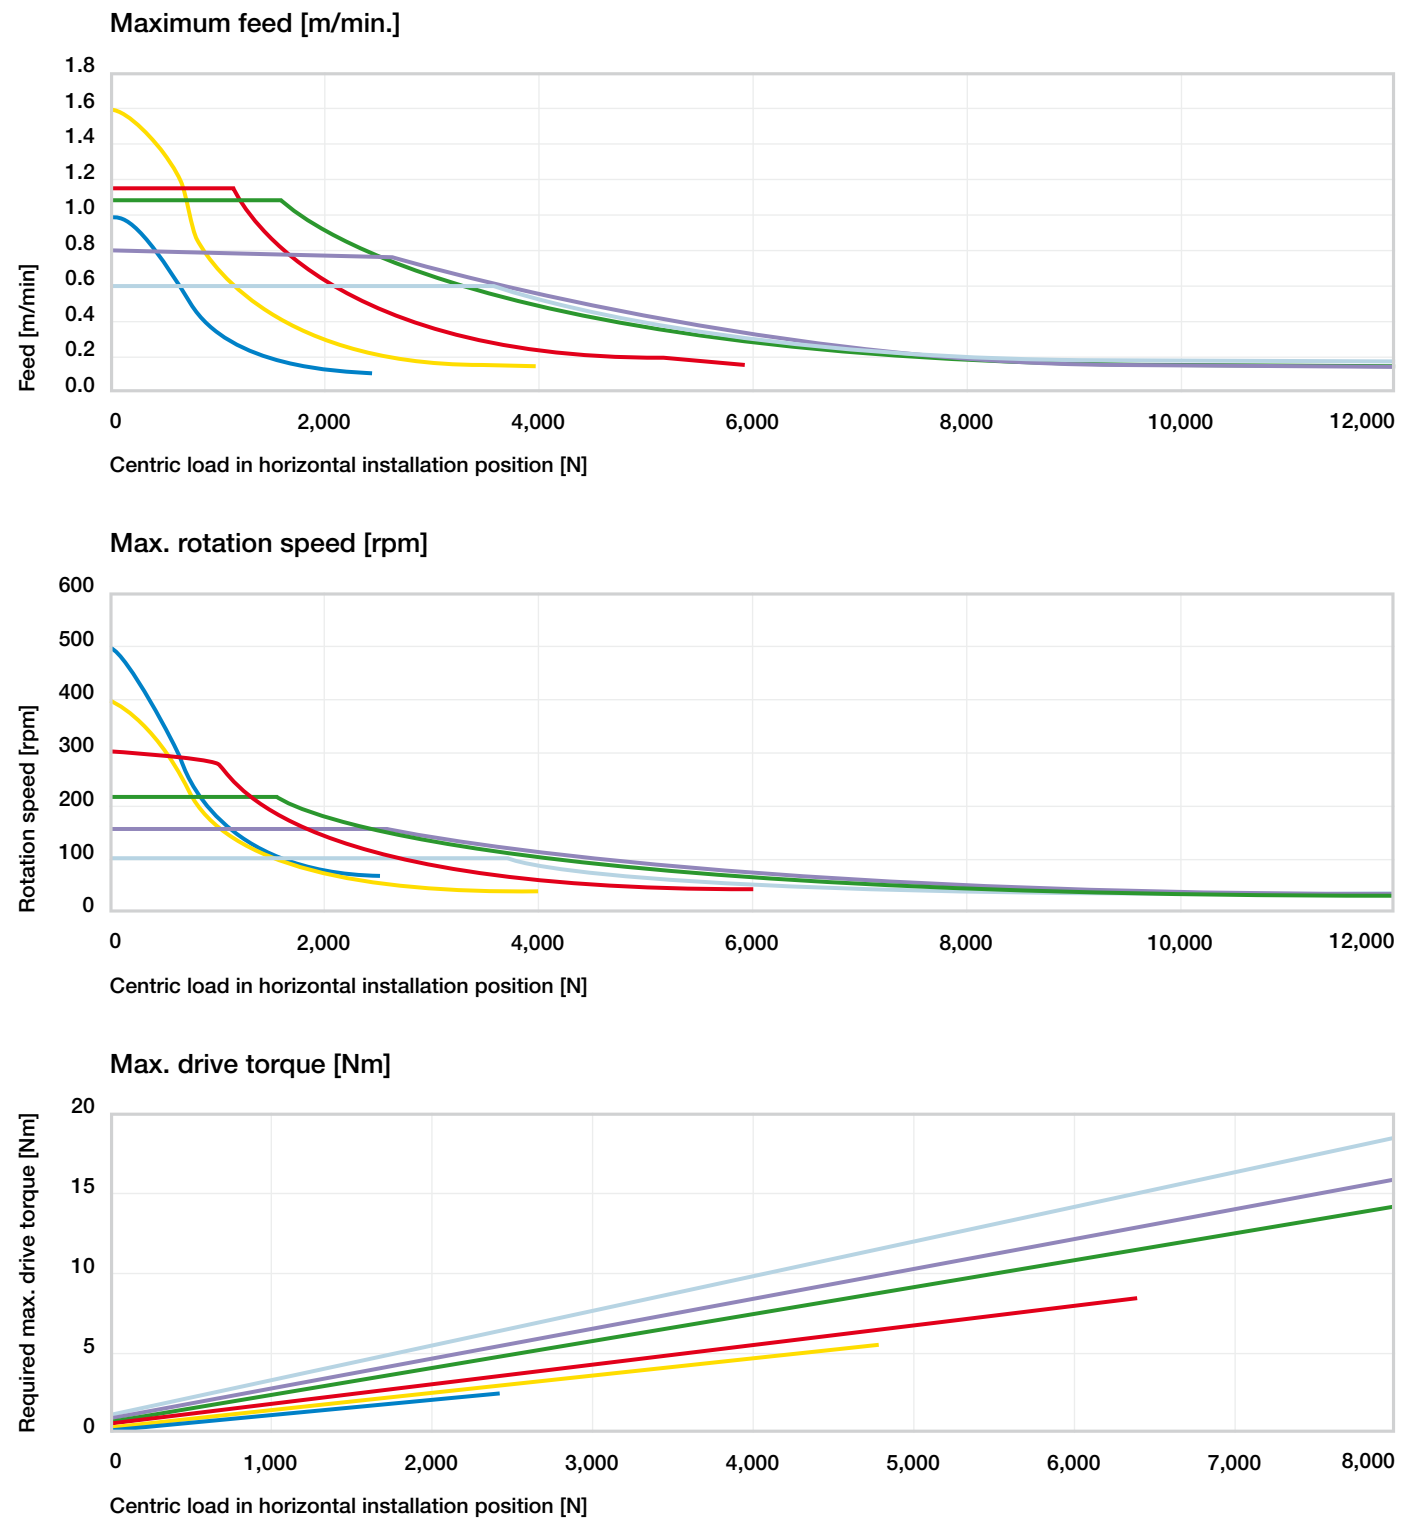 Maximum feed [m/min.]
1.8
1.6
1.4
1.2
1.0
0.8
0.6
0.4
0.2
0.0
Feed [m/min]
0 2,000 4,000 6,000 8,000 10,000 12,000
Centric load in horizontal installation position [N]
Max. rotation speed [rpm]
600
500
400
300
200
100
0
Rotation speed [rpm]
0 2,000 4,000 6,000 8,000 10,000 12,000
Centric load in horizontal installation position [N]
Max. drive torque [Nm]
20
15
10
5
0
Required max. drive torque [Nm]
0 1,000 2,000 3,000 4,000 5,000 6,000 7,000 8,000
Centric load in horizontal installation position [N]